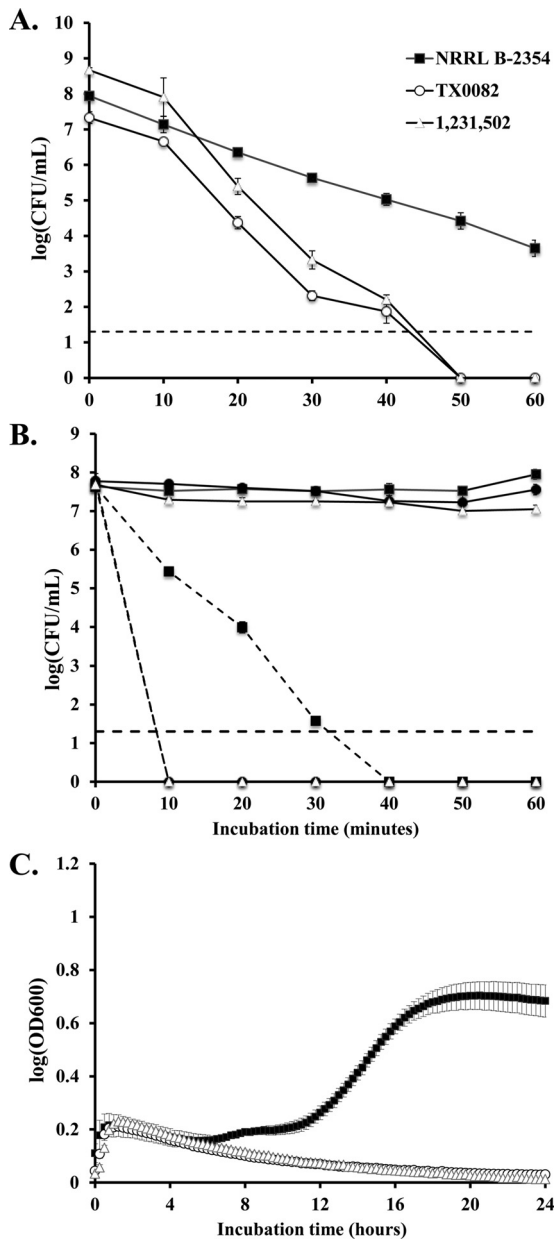 A.
10
9
8
7
6
5
4
3
2
1
0
log(CFU/mL)
NRRL B-2354
TX0082
1,231,502
0 10 20 30 40 50 60
B.
9
8
7
6
5
4
3
2
1
0
log(CFU/mL)
0 10 20 30 40 50 60
Incubation time (minutes)
C.
1.2
1
0.8
0.6
0.4
0.2
0
log(OD600)
0 4 8 12 16 20 24
Incubation time (hours)